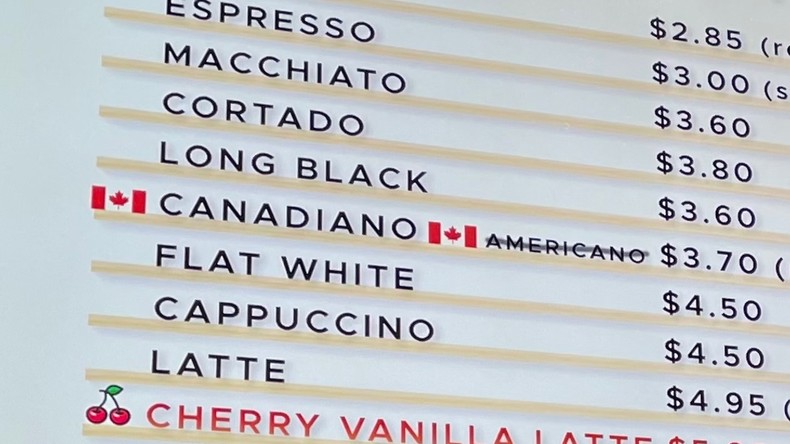 $2.85
ESPRESSO $3.00
MACCHIATO $3.60
CORTADO $3.80
LONG BLACK $3.60
CANADIANO AMERICANO $3.70 (
FLAT WHITE $4.50
CAPPUCCINO $4.50
LATTE $4.95 (
CHERRY VANILLA LATTE